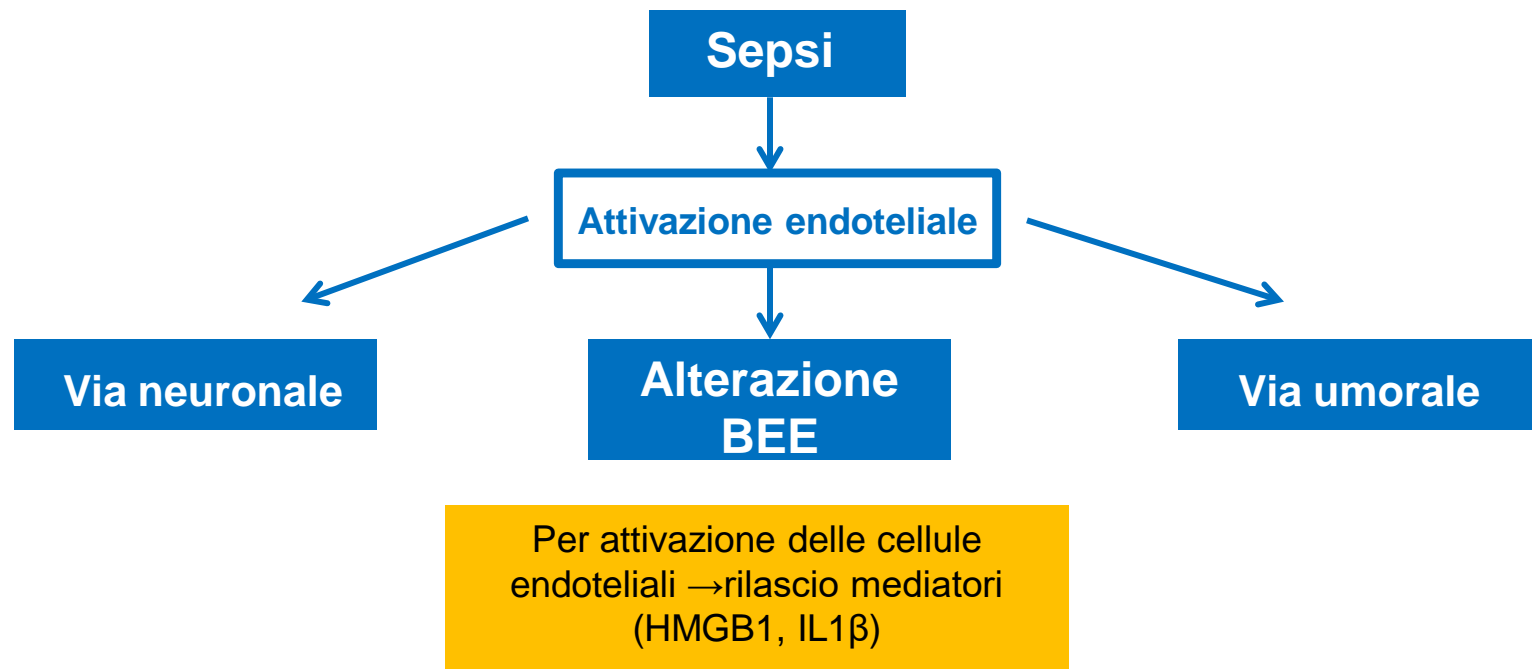 Sepsi
Attivazione endoteliale
Via neuronale
Alterazione
BEE
Via umorale
Per attivazione delle cellule
endoteliali →rilascio mediatori
(HMGB1, IL1β)